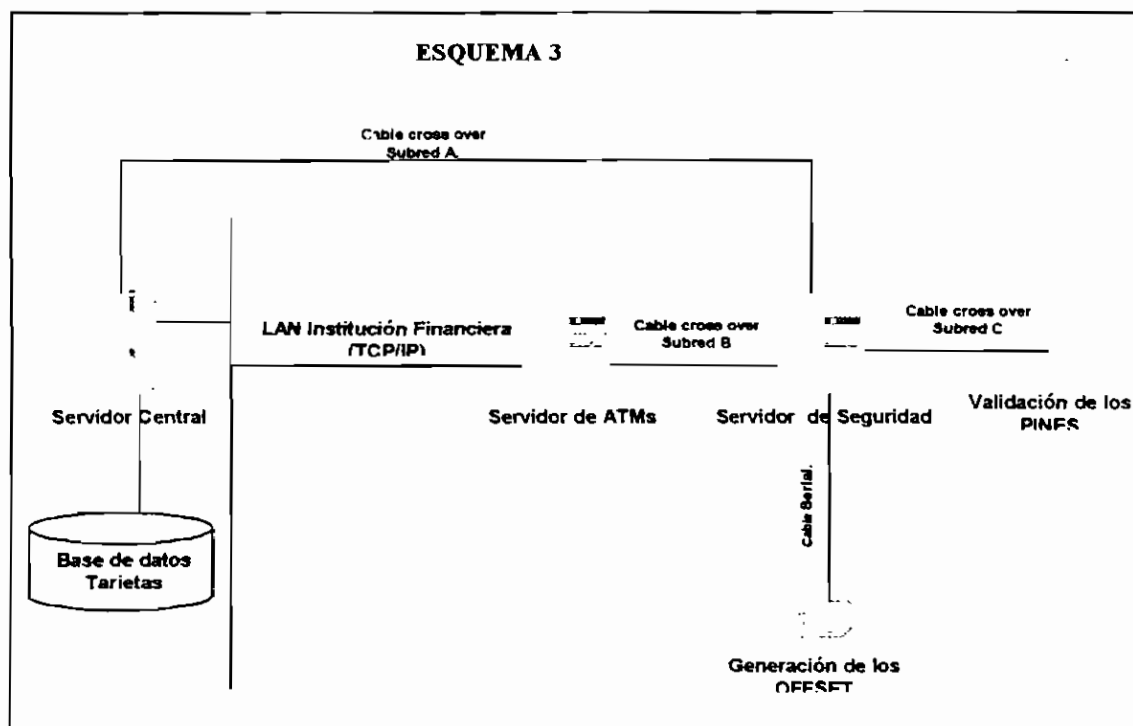 ESQUEMA 3
Cable cross over
Subred A.
LAN Institución Financiera
(TCP/IP)
Cable cross over
Subred B
Cable cross over
Subred C
Servidor Central
Servidor de ATMs
Servidor de Seguridad
Validación de los
PINES
Cable Serial.
Base de datos
Tarjetas
Generación de los
OFFSET